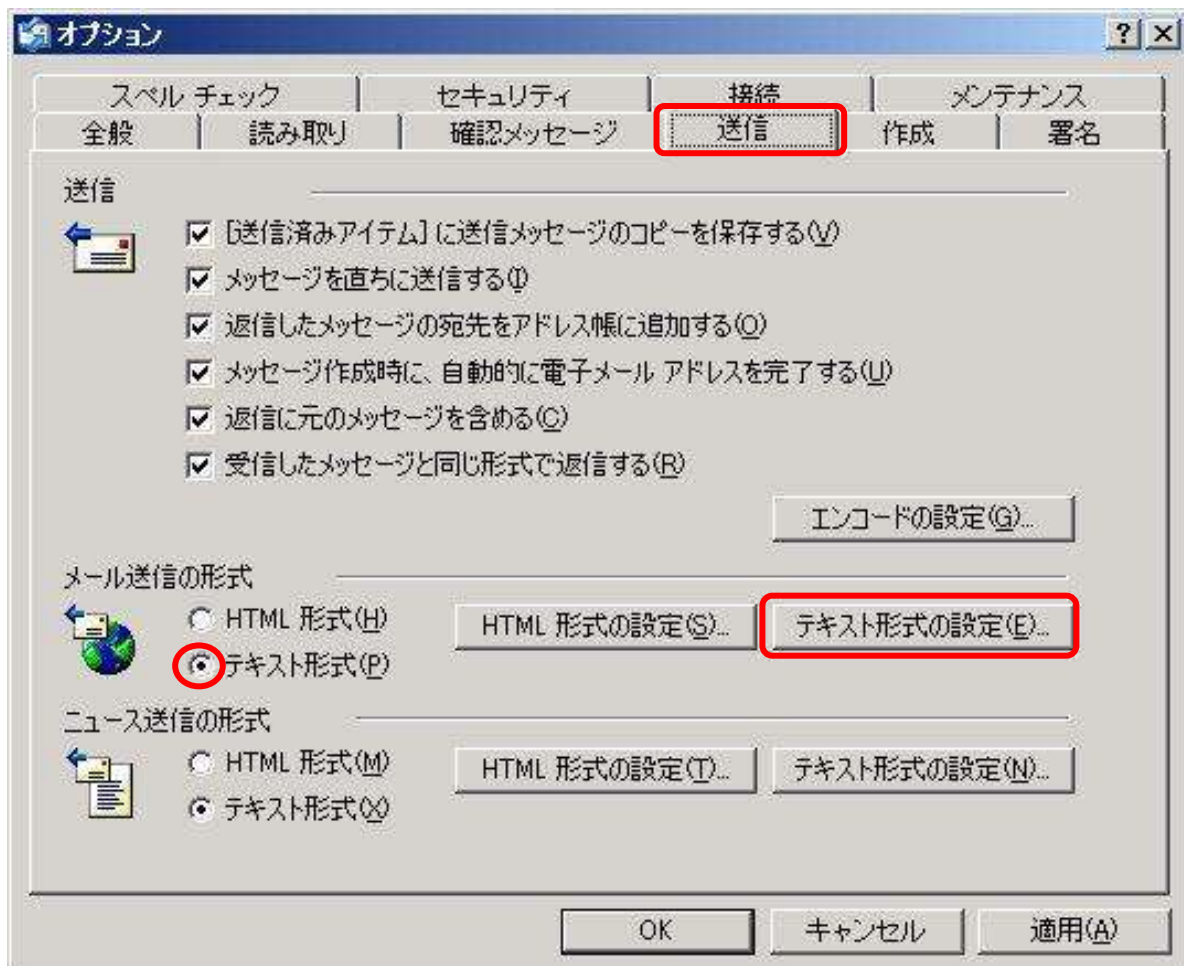 オプション
スペル チェック セキュリティ 接続 メンテナンス
全般 読み取り 確認メッセージ 送信 作成 署名
送信
[送信済みアイテム] に送信メッセージのコピーを保存する(V)
メッセージを直ちに送信する(I)
返信したメッセージの宛先をアドレス帳に追加する(O)
メッセージ作成時に、自動的に電子メール アドレスを完了する(U)
返信に元のメッセージを含める(C)
受信したメッセージと同じ形式で返信する(R)
エンコードの設定(G)...
メール送信の形式
HTML 形式(H) HTML 形式の設定(S)... テキスト形式の設定(E)...
テキスト形式(P)
ニュース送信の形式
HTML 形式(M) HTML 形式の設定(T)... テキスト形式の設定(N)...
テキスト形式(X)
OK キャンセル 適用(A)